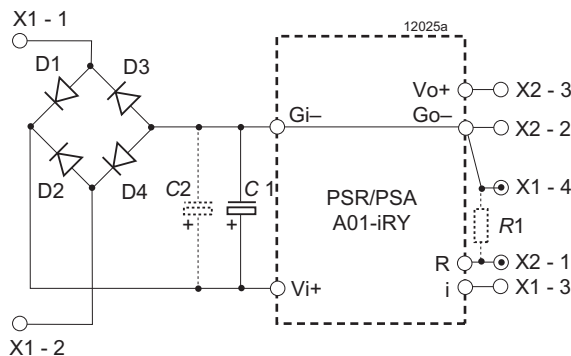 X1 - 1
12025a
D1
D3
Vo+
X2 - 3
Gi–
Go–
X2 - 2
D2
D4
C2
C 1
PSR/PSA
A01-iRY
X1 - 4
R1
+
+
R
X2 - 1
Vi+
i
X1 - 3
X1 - 2